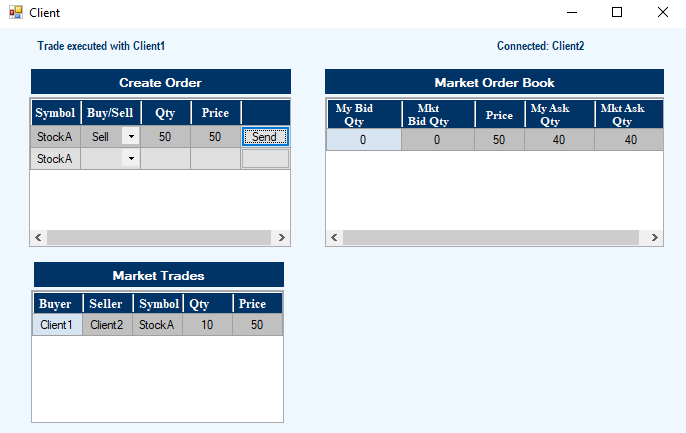 Client
Trade executed with Client1
Connected: Client2
Create Order
Symbol Buy/Sell Qty Price
StockA Sell 50 50 Send
StockA
Market Order Book
My Bid Qty Mkt Bid Qty Price My Ask Qty Mkt Ask Qty
0 0 50 40 40
Market Trades
Buyer Seller Symbol Qty Price
Client1 Client2 StockA 10 50